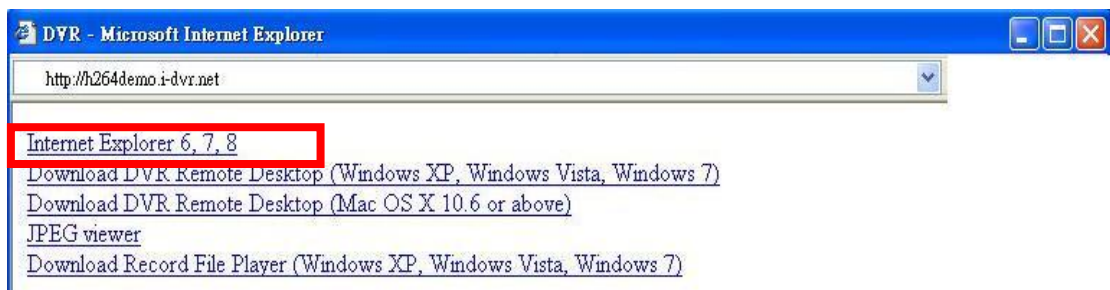 DVR - Microsoft Internet Explorer
http://h264demo.i-dvr.net
Internet Explorer 6, 7, 8
Download DVR Remote Desktop (Windows XP, Windows Vista, Windows 7)
Download DVR Remote Desktop (Mac OS X 10.6 or above)
JPEG viewer
Download Record File Player (Windows XP, Windows Vista, Windows 7)